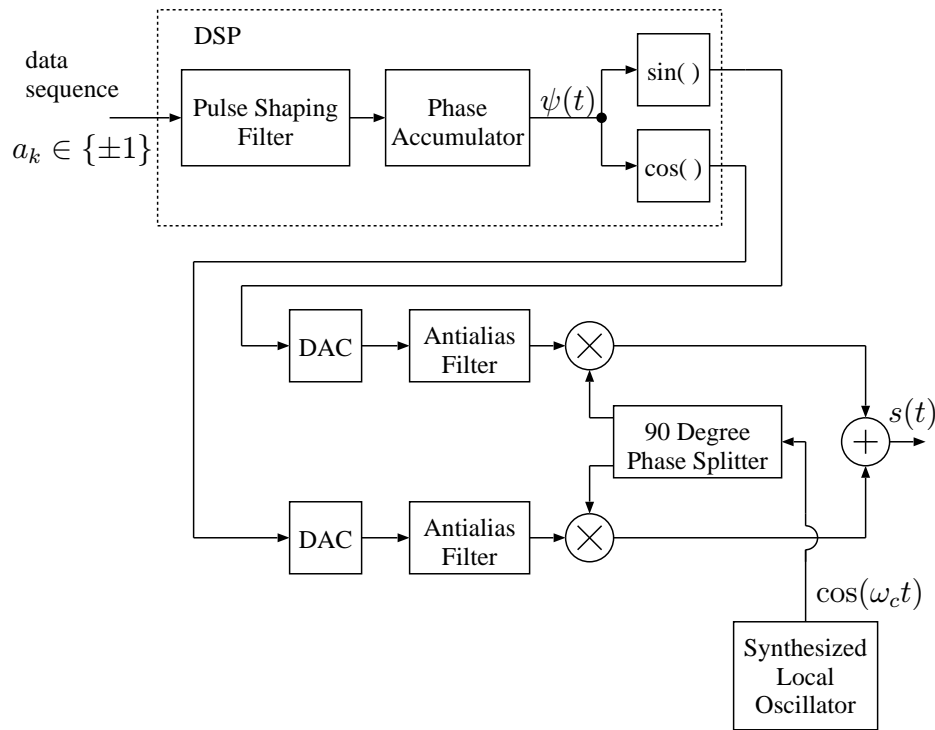 DSP
data
sequence
a_k ∈ {±1}
Pulse Shaping
Filter
Phase
Accumulator
ψ(t)
sin( )
cos( )
DAC
Antialias
Filter
90 Degree
Phase Splitter
s(t)
DAC
Antialias
Filter
cos(ω_c t)
Synthesized
Local
Oscillator